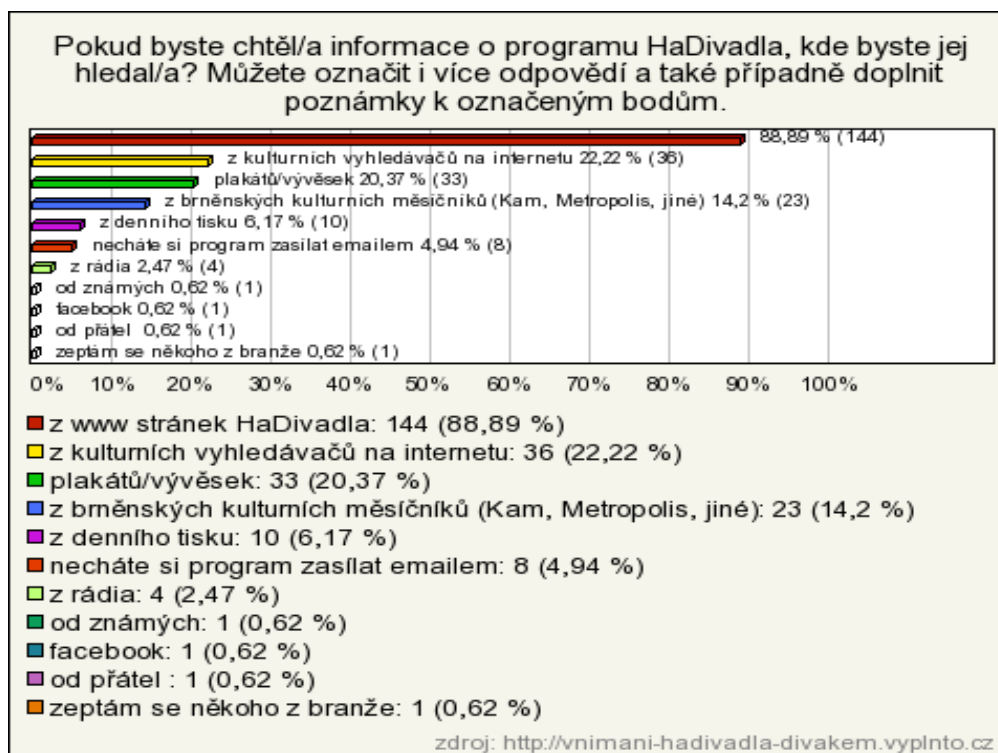 Pokud byste chtěl/a informace o programu HaDivadla, kde byste jej
hledal/a? Můžete označit i více odpovědí a také případně doplnit
poznámky k označeným bodům.
88,89 % (144)
z kulturních vyhledávačů na internetu 22,22 % (36)
plakátů/vývěsek 20,37 % (33)
z brněnských kulturních měsíčníků (Kam, Metropolis, jiné) 14,2 % (23)
z denního tisku 6,17 % (10)
necháte si program zasílat emailem 4,94 % (8)
z rádia 2,47 % (4)
od známých 0,62 % (1)
facebook 0,62 % (1)
od přátel 0,62 % (1)
zeptám se někoho z branže 0,62 % (1)
0% 10% 20% 30% 40% 50% 60% 70% 80% 90% 100%
z www stránek HaDivadla: 144 (88,89 %)
z kulturních vyhledávačů na internetu: 36 (22,22 %)
plakátů/vývěsek: 33 (20,37 %)
z brněnských kulturních měsíčníků (Kam, Metropolis, jiné): 23 (14,2 %)
z denního tisku: 10 (6,17 %)
necháte si program zasílat emailem: 8 (4,94 %)
z rádia: 4 (2,47 %)
od známých: 1 (0,62 %)
facebook: 1 (0,62 %)
od přátel : 1 (0,62 %)
zeptám se někoho z branže: 1 (0,62 %)
zdroj: http://vnimani-hadivadla-divakem.vyplnto.cz